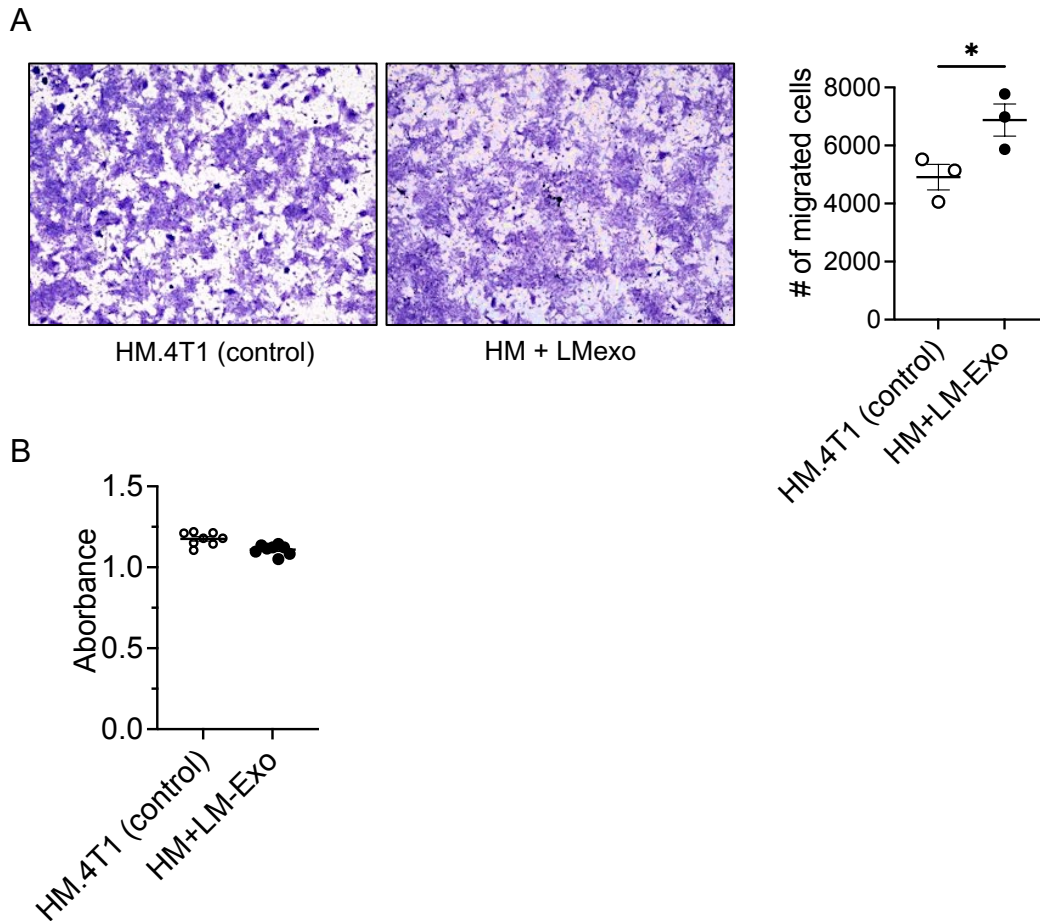 A
HM.4T1 (control)
HM + LMexo
*
# of migrated cells
8000
6000
4000
2000
0
HM.4T1 (control)
HM+LM-Exo
B
Aborbance
1.5
1.0
0.5
0.0
HM.4T1 (control)
HM+LM-Exo